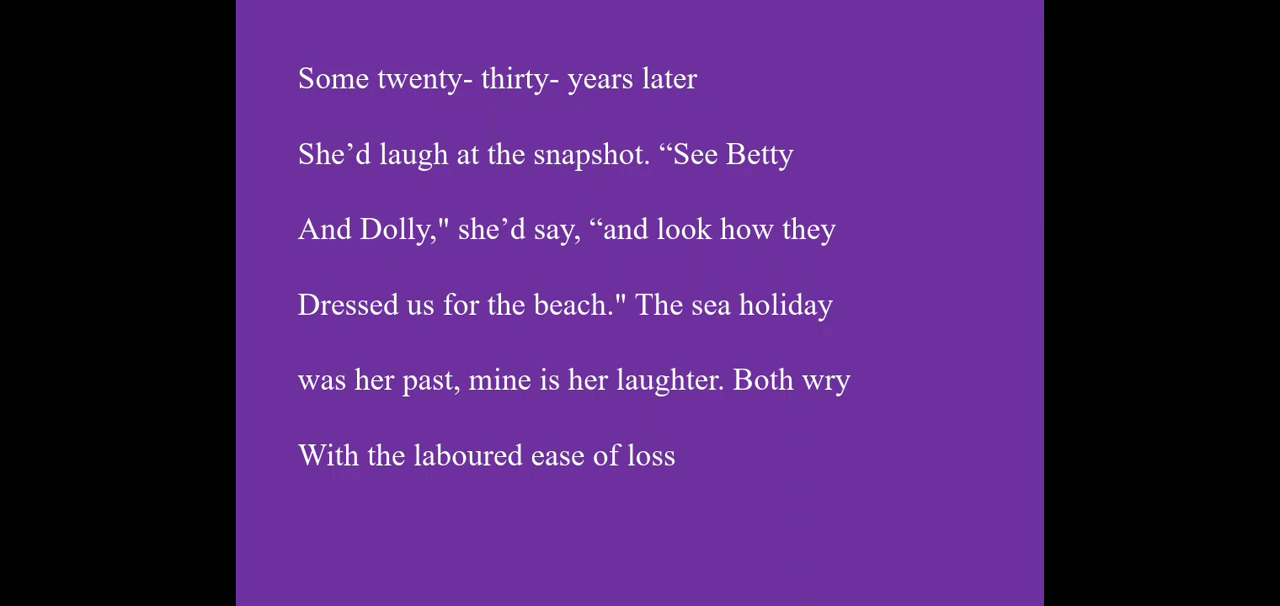 Some twenty- thirty- years later
She’d laugh at the snapshot. “See Betty
And Dolly," she’d say, “and look how they
Dressed us for the beach." The sea holiday
was her past, mine is her laughter. Both wry
With the laboured ease of loss